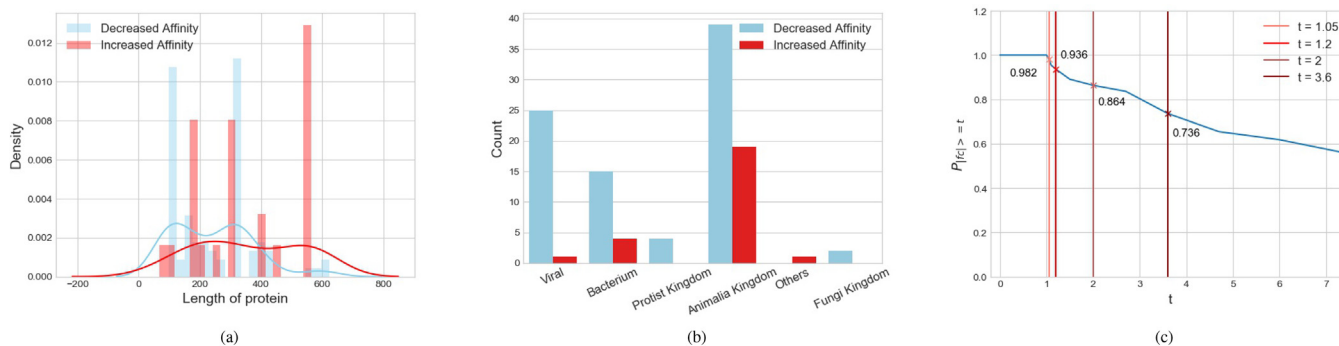 Decreased Affinity
Increased Affinity
0.012
0.010
0.008
0.006
0.004
0.002
0.000
Density
−200
0
200
400
600
800
Length of protein
(a)
Decreased Affinity
Increased Affinity
40
35
30
25
20
15
10
5
0
Count
Viral
Bacterium
Protist Kingdom
Animalia Kingdom
Others
Fungi Kingdom
(b)
t = 1.05
t = 1.2
t = 2
t = 3.6
1.2
1.0
0.8
0.6
0.4
0.2
0.0
P|fc| > = t
0.982
0.936
0.864
0.736
0
1
2
3
4
5
6
7
t
(c)